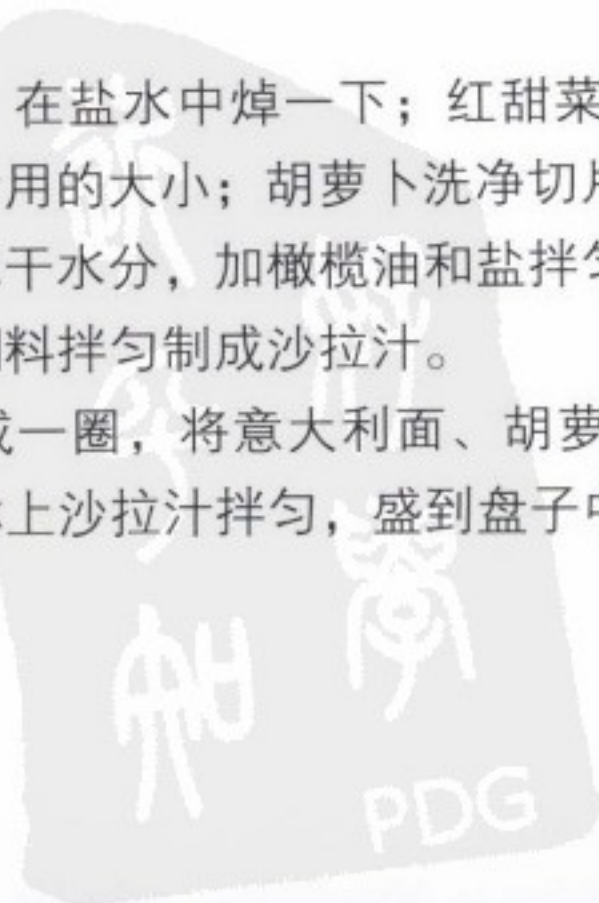 在盐水中焯一下；红甜菜
用的大小；胡萝卜洗净切片
干水分，加橄榄油和盐拌匀
料拌匀制成沙拉汁。
一圈，将意大利面、胡萝
上沙拉汁拌匀，盛到盘子中
PDG